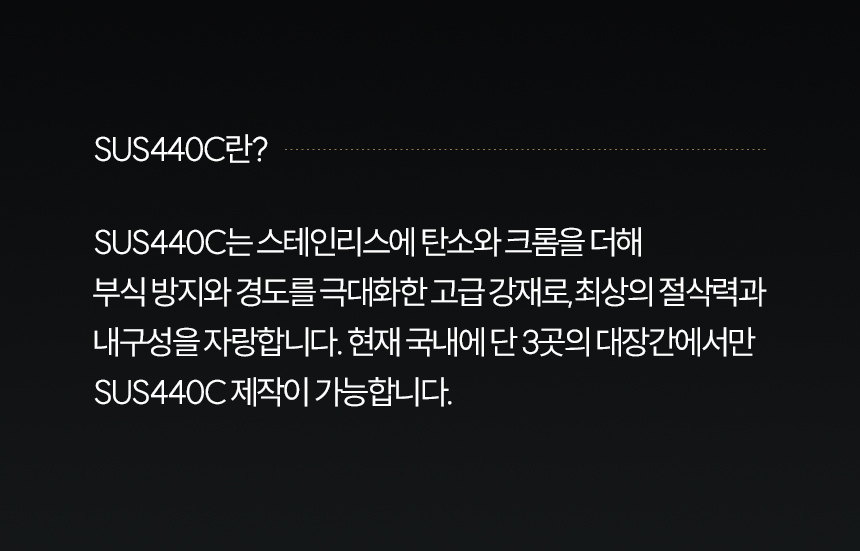 SUS440C란?
SUS440C는 스테인리스에 탄소와 크롬을 더해
부식 방지와 경도를 극대화한 고급 강재로, 최상의 절삭력과
내구성을 자랑합니다. 현재 국내에 단 3곳의 대장간에서만
SUS440C 제작이 가능합니다.